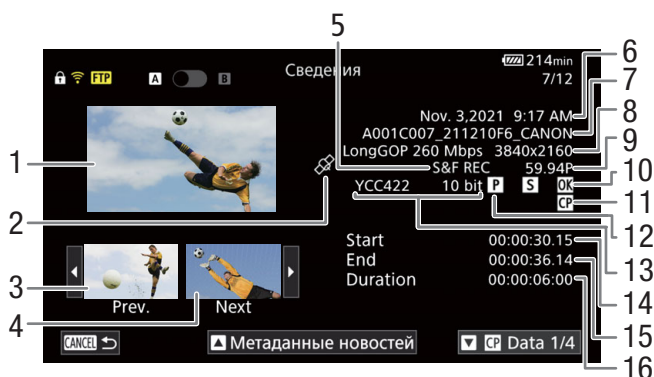 5
214min
6
FTP A B Сведения 7/12
7
Nov. 3,2021 9:17 AM
8
A001C007_211210F6_CANON
LongGOP 260 Mbps 3840x2160
9
1
S&F REC 59.94P
10
YCC422 10 bit P S OK
CP
11
2
12
Start 00:00:30.15
13
End 00:00:36.14
3
Duration 00:00:06:00
14
4
Prev. Next
15
CANCEL Метаданные новостей CP Data 1/4
16